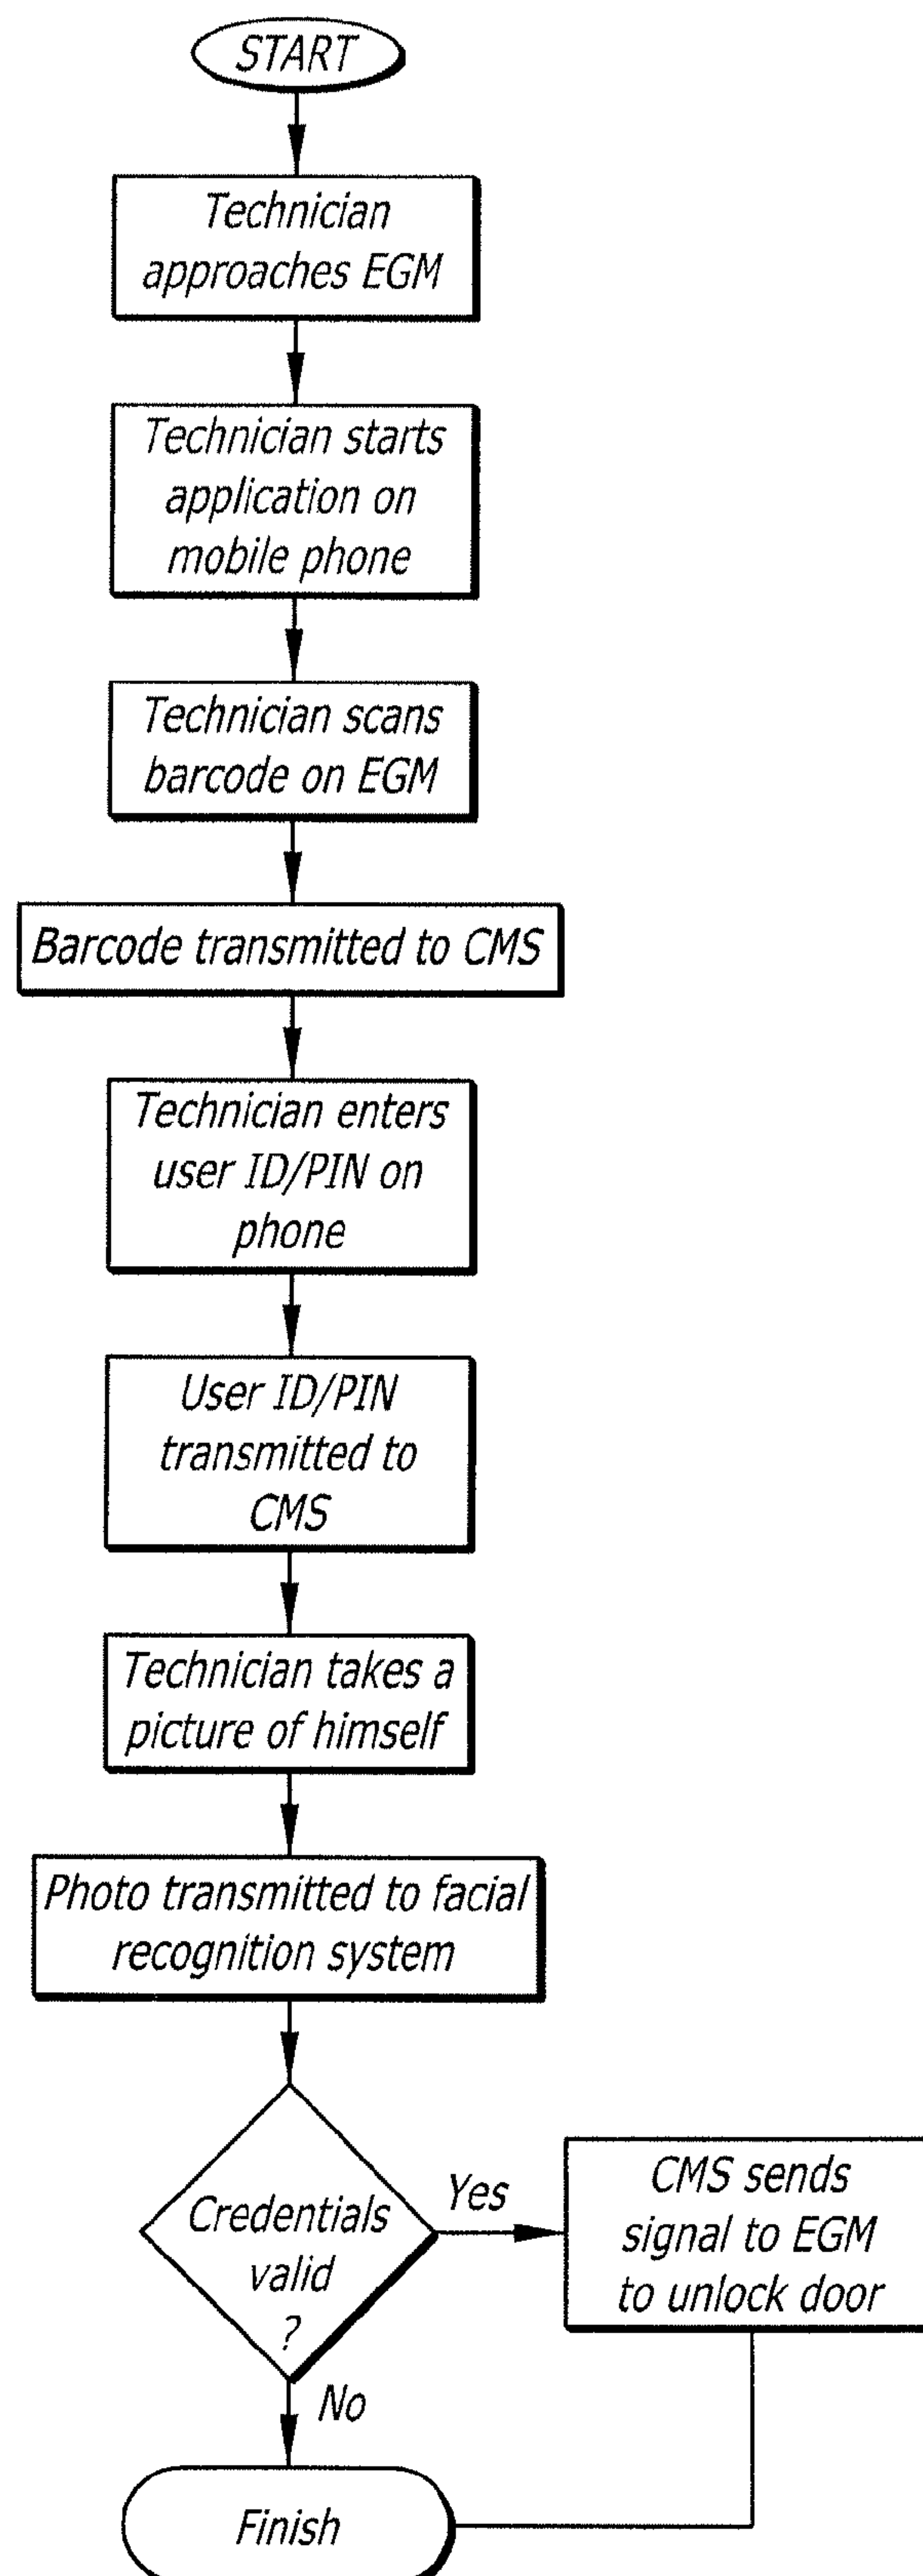 START
Technician
approaches EGM
Technician starts
application on
mobile phone
Technician scans
barcode on EGM
Barcode transmitted to CMS
Technician enters
user ID/PIN on
phone
User ID/PIN
transmitted to
CMS
Technician takes a
picture of himself
Photo transmitted to facial
recognition system
Credentials
valid
?
Yes
CMS sends
signal to EGM
to unlock door
No
Finish